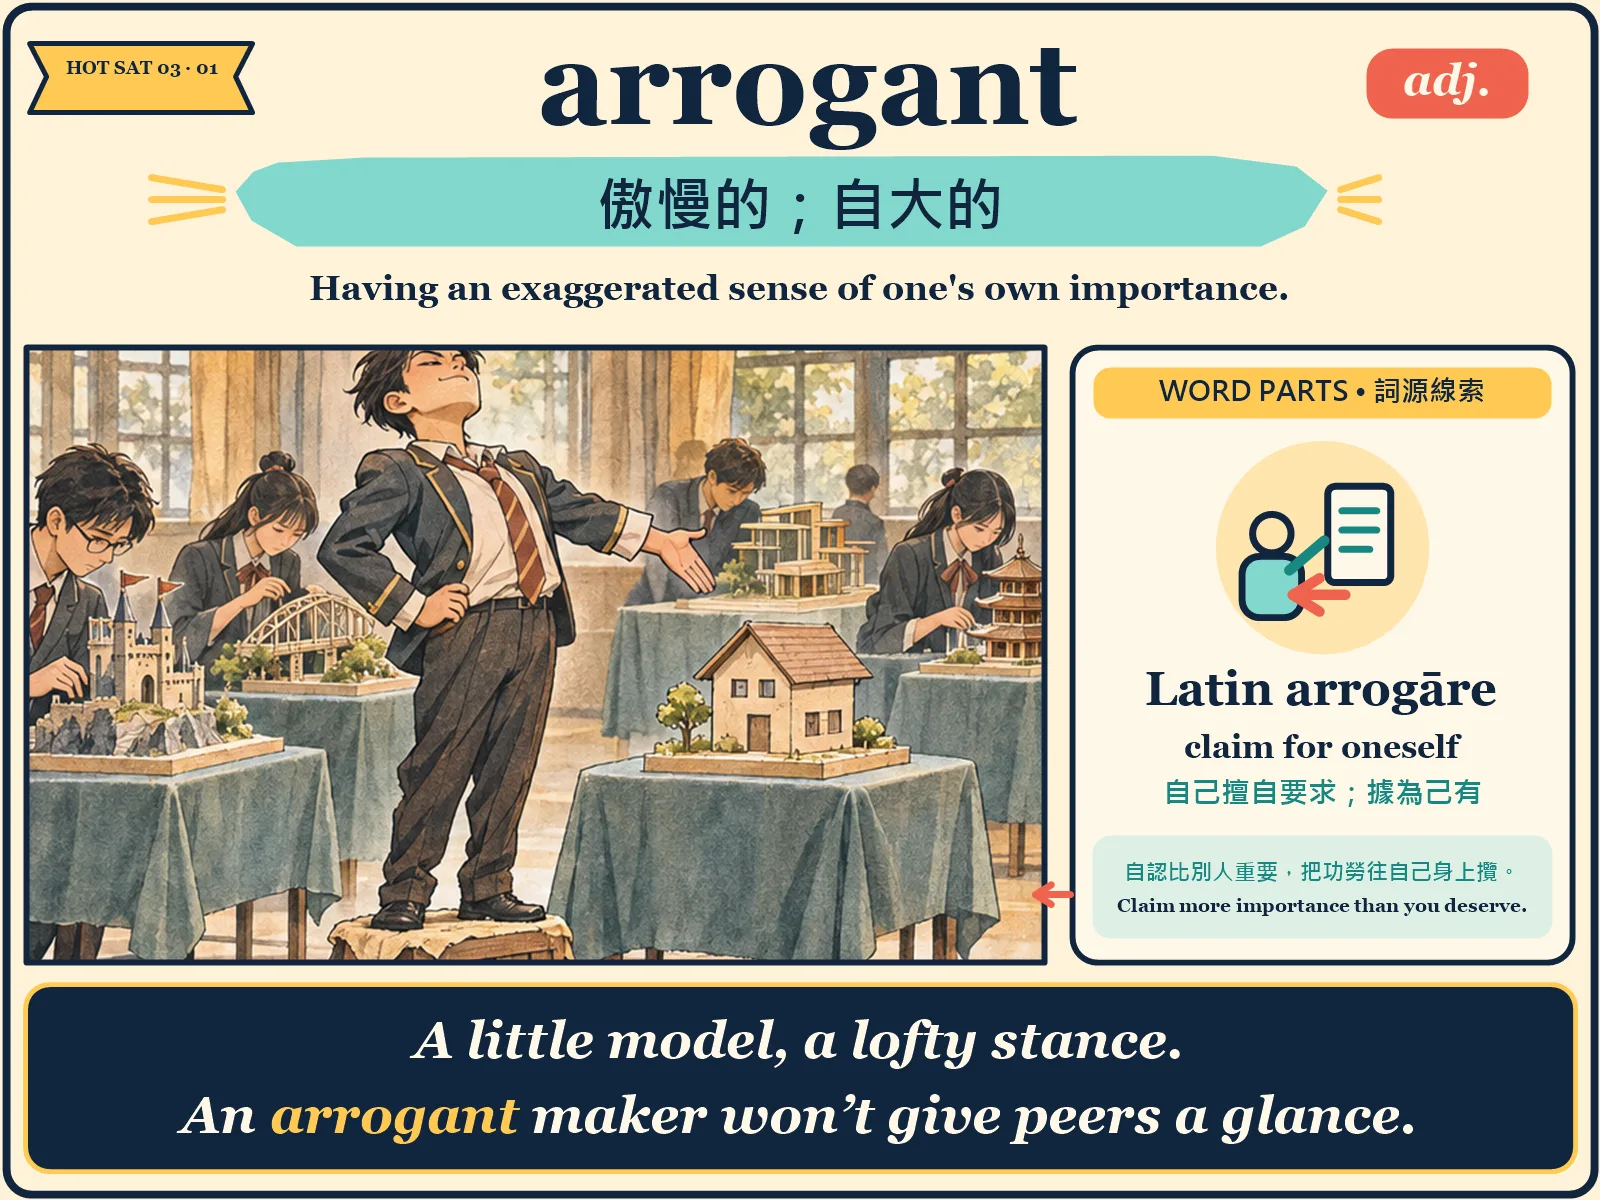 HOT SAT 03 · 01
arrogant
adj.
傲慢的；自大的
Having an exaggerated sense of one's own importance.
WORD PARTS • 詞源線索
Latin arrogāre
claim for oneself
自己擅自要求；據為己有
自認比別人重要，把功勞往自己身上攬。
Claim more importance than you deserve.
A little model, a lofty stance.
An arrogant maker won’t give peers a glance.